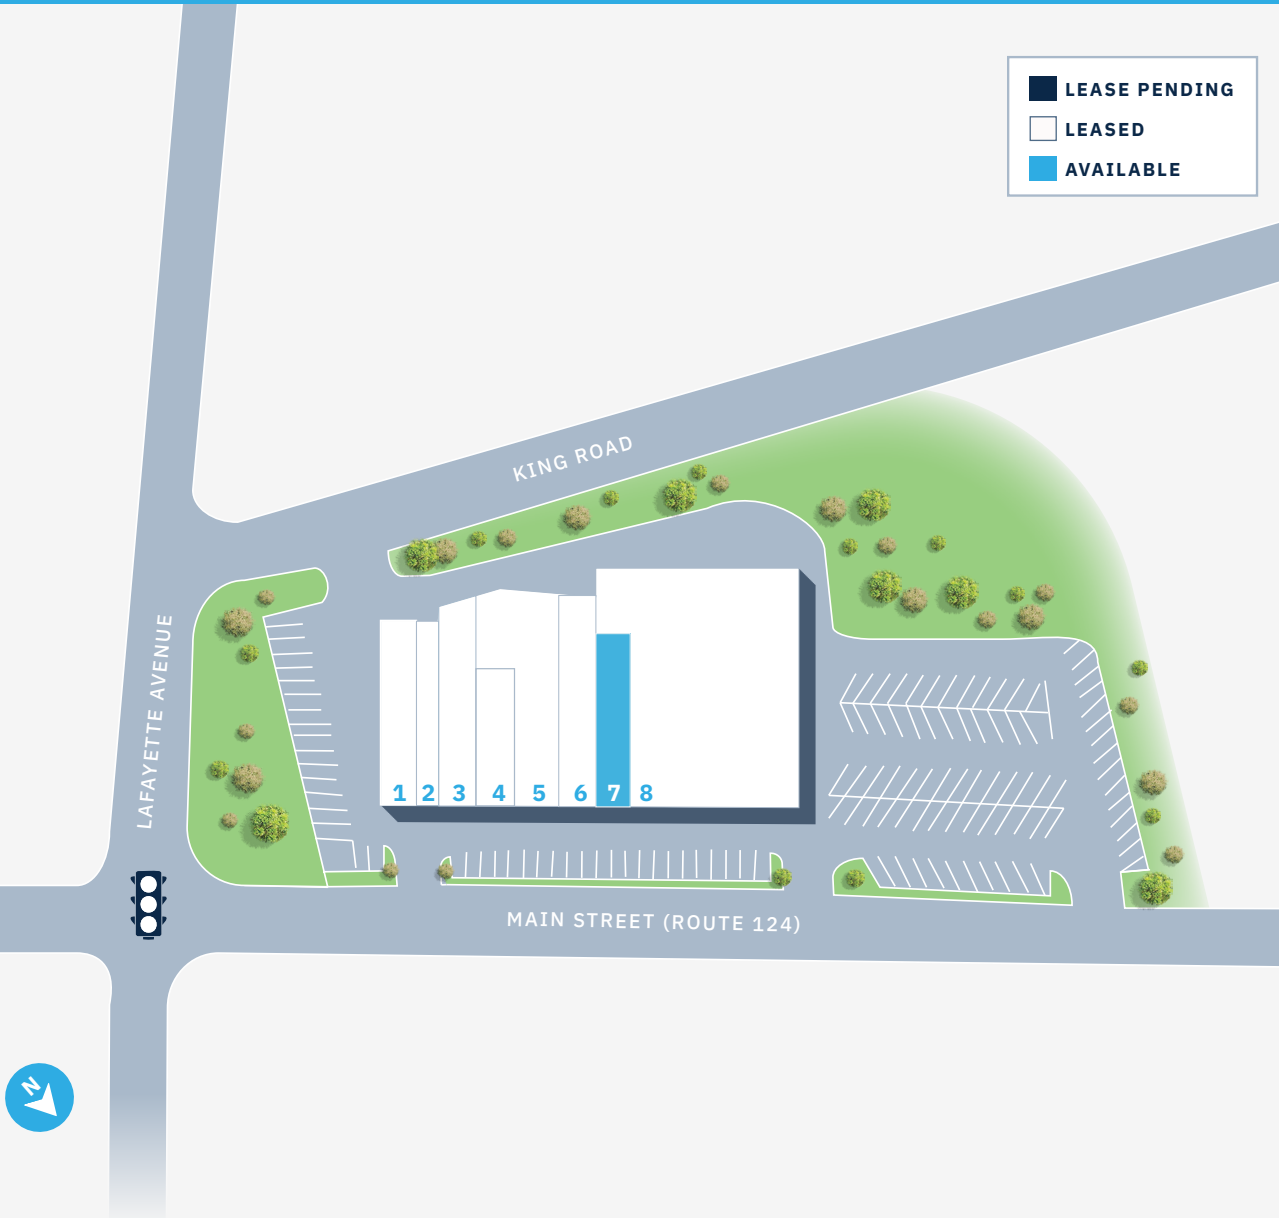 LEASE PENDING
LEASED
AVAILABLE
KING ROAD
LAFAYETTE AVENUE
1 2 3 4 5 6 7 8
MAIN STREET (ROUTE 124)
N